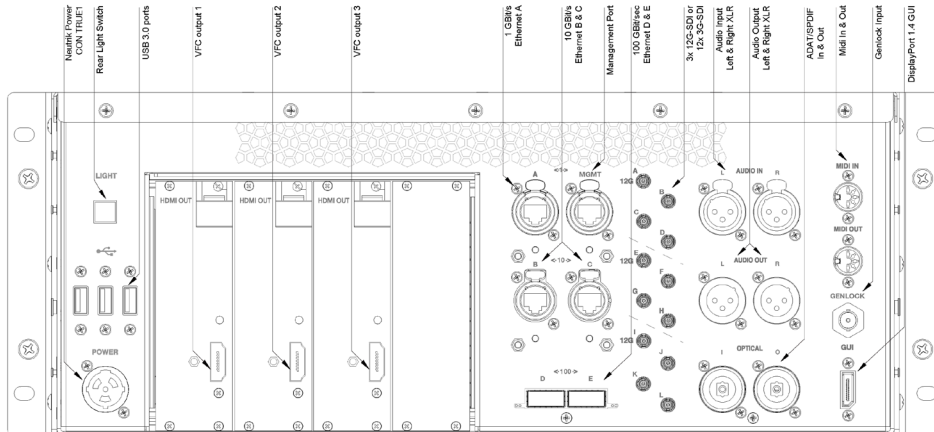 Neutrik Power
CON TRUE1
Rear Light Switch
USB 3.0 ports
VFC output 1
VFC output 2
VFC output 3
1 GBit/s
Ethernet A
10 GBit/s
Ethernet B & C
Management Port
100 GBit/sec
Ethernet D & E
3x 12G-SDI or
12x 3G-SDI
Audio Input
Left & Right XLR
Audio Output
Left & Right XLR
ADAT/SPDIF
In & Out
Midi In & Out
Genlock Input
DisplayPort 1.4 GUI
LIGHT
POWER
HDMI OUT
HDMI OUT
HDMI OUT
A
MGMT
B
<-10->
C
<-100->
D
E
A
12G
B
C
D
E
12G
F
G
H
I
12G
J
K
L
L
AUDIO IN
R
AUDIO OUT
L
R
OPTICAL
I
O
MIDI IN
MIDI OUT
GENLOCK
GUI